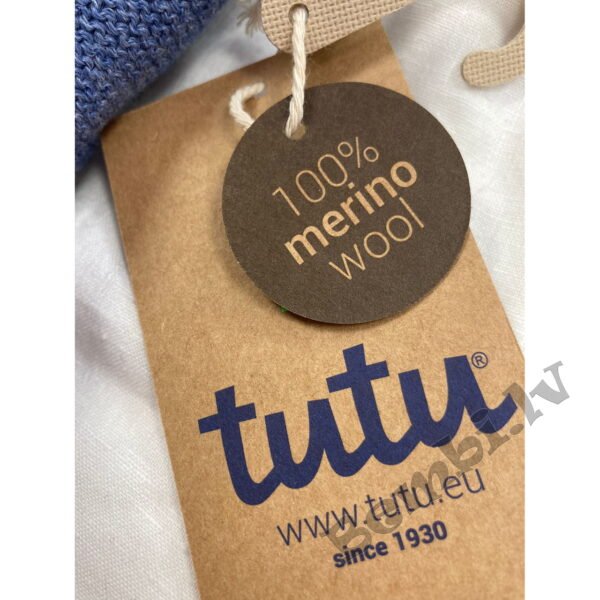 100%
merino
wool
tutu®
www.tutu.eu
since 1930
bambi.lv